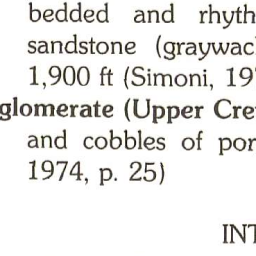 bedded and rhyth
sandstone (graywac
1,900 ft (Simoni, 19
glomerate (Upper Cre
and cobbles of por
1974, p. 25)
INT